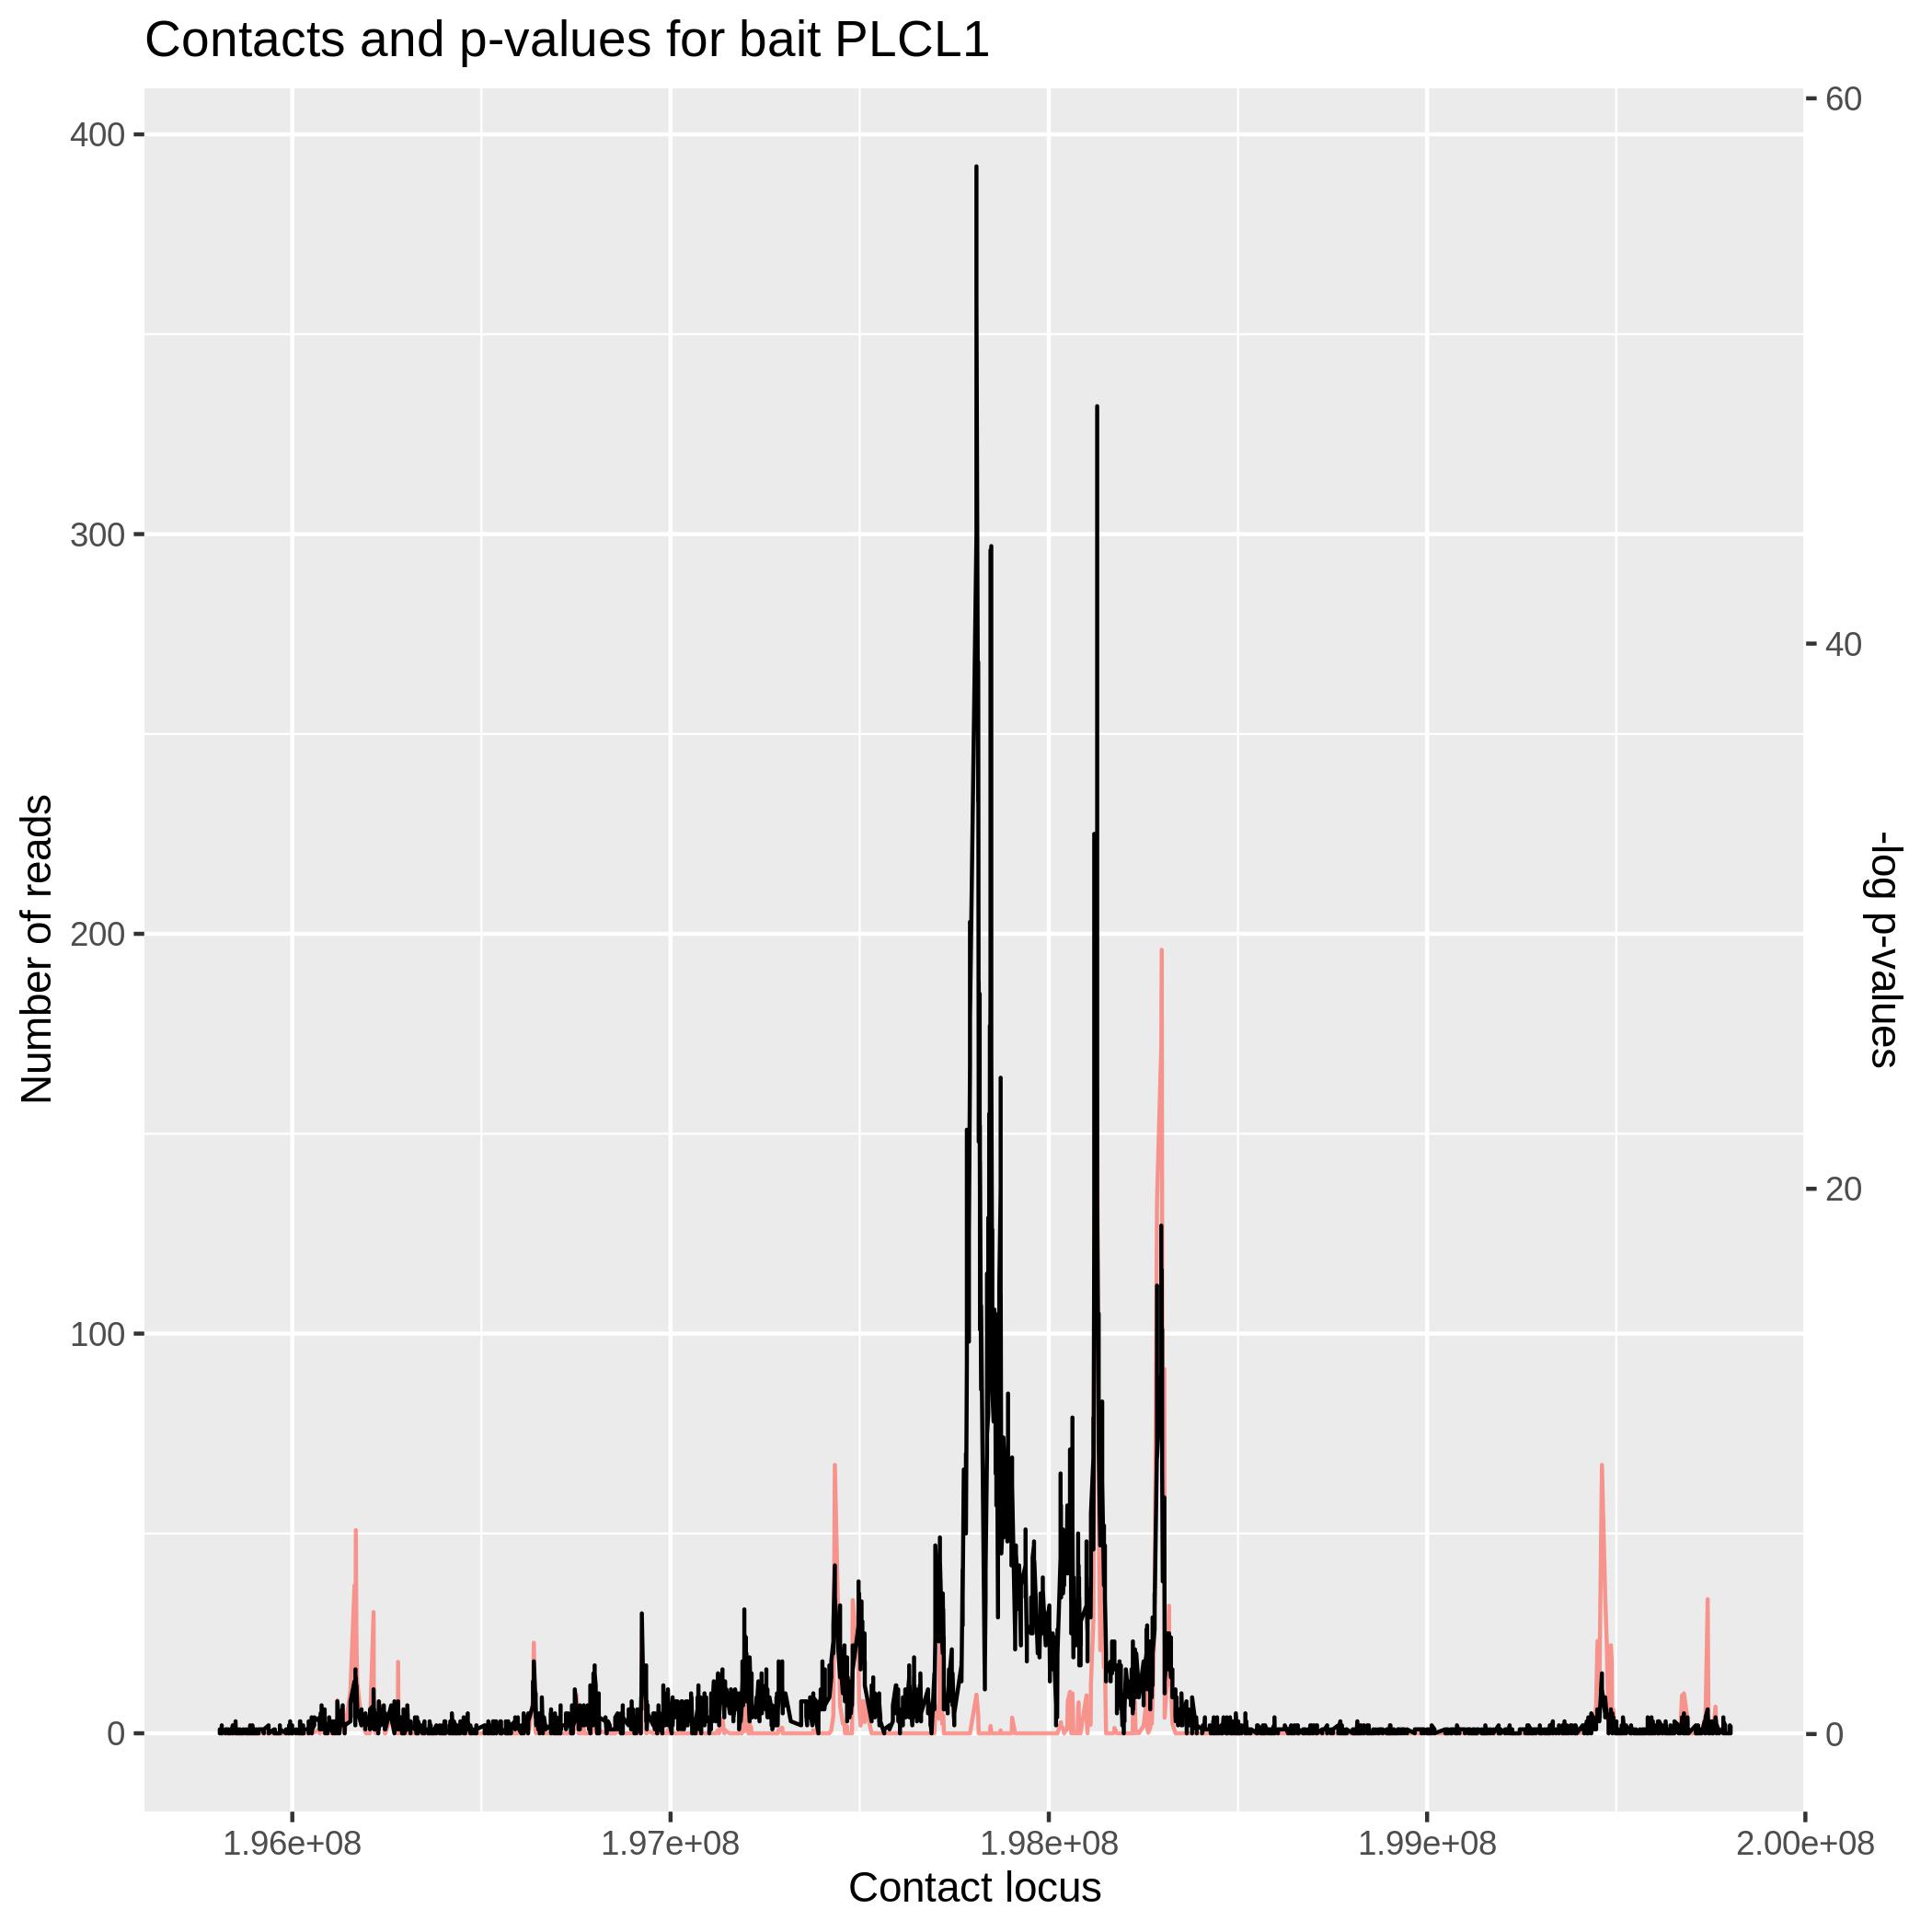 Contacts and p-values for bait PLCL1
400
300
200
100
0
60
40
20
0
Number of reads
-log p-values
1.96e+08
1.97e+08
1.98e+08
1.99e+08
2.00e+08
Contact locus